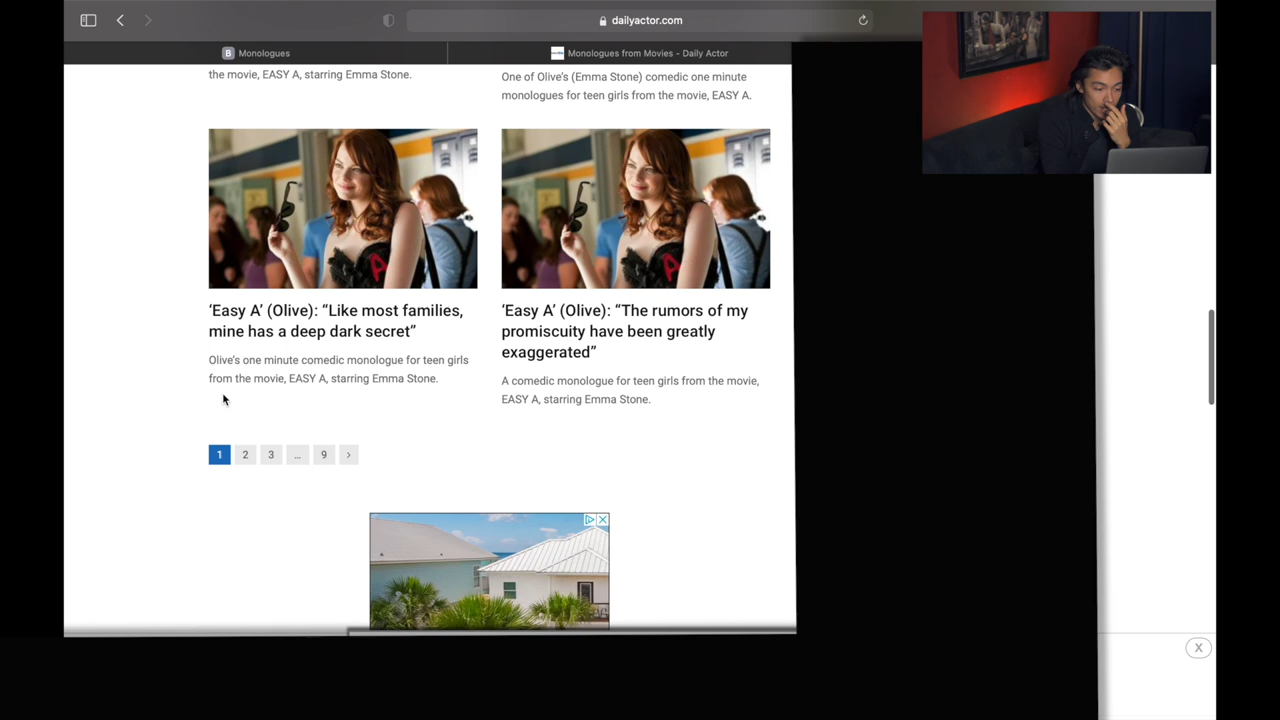 dailyactor.com
B Monologues
Monologues from Movies - Daily Actor
the movie, EASY A, starring Emma Stone.
One of Olive’s (Emma Stone) comedic one minute
monologues for teen girls from the movie, EASY A.
A
A
‘Easy A’ (Olive): “Like most families,
mine has a deep dark secret”
Olive’s one minute comedic monologue for teen girls
from the movie, EASY A, starring Emma Stone.
‘Easy A’ (Olive): “The rumors of my
promiscuity have been greatly
exaggerated”
A comedic monologue for teen girls from the movie,
EASY A, starring Emma Stone.
1 2 3 ... 9 >
X